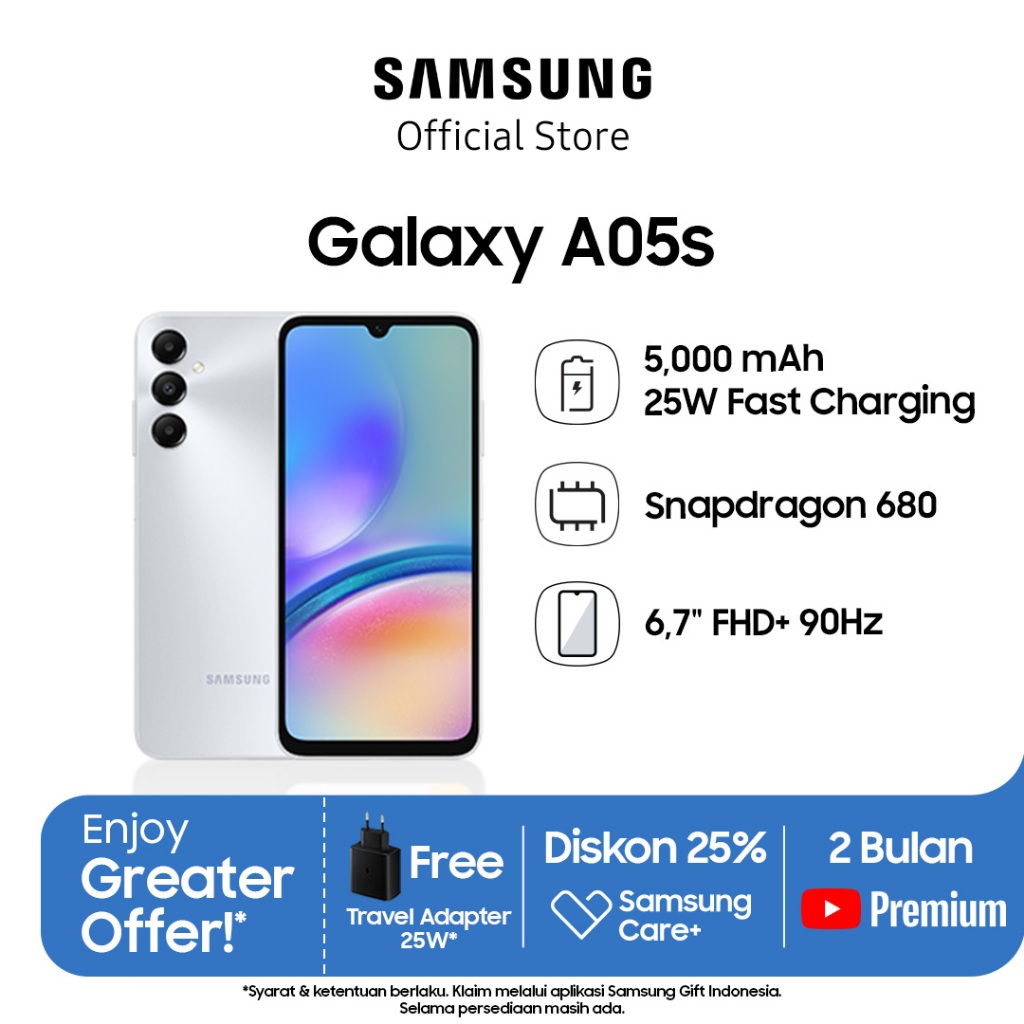 SAMSUNG
Official Store
Galaxy A05s
5,000 mAh
25W Fast Charging
Snapdragon 680
6,7" FHD+ 90Hz
SAMSUNG
Enjoy
Greater
Offer!*
Free
Travel Adapter
25W*
Diskon 25%
Samsung
Care+
2 Bulan
Premium
*Syarat & ketentuan berlaku. Klaim melalui aplikasi Samsung Gift Indonesia.
Selama persediaan masih ada.